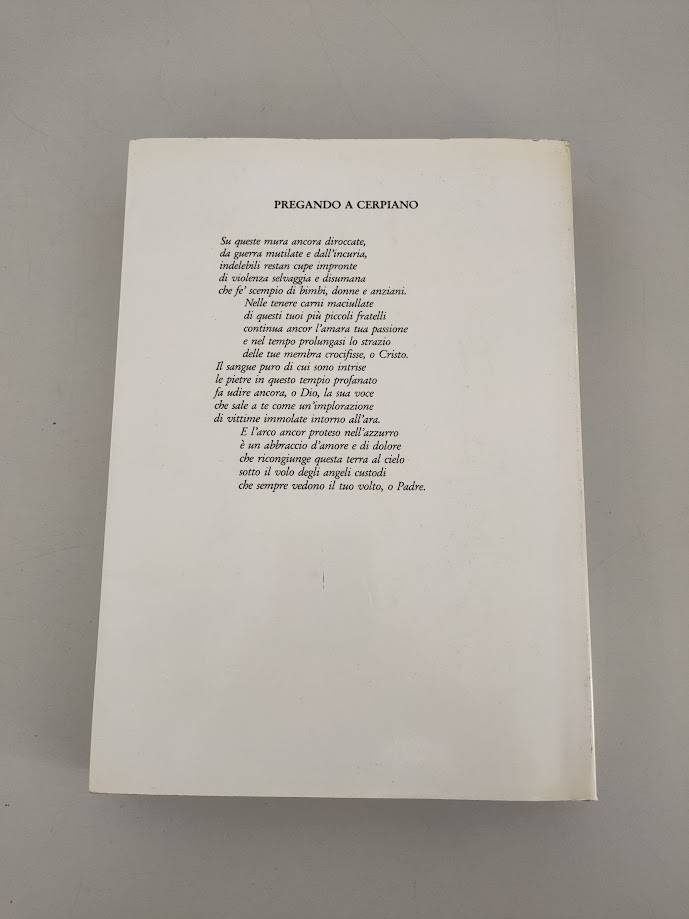 PREGANDO A CERPIANO
Su queste mura ancora diroccate,
da guerra mutilate e dall'incuria,
indelebili restan cupe impronte
di violenza selvaggia e disumana
che fe' scempio di bimbi, donne e anziani.
Nelle tenere carni maciullate
di questi tuoi più piccoli fratelli
continua ancor l'amara tua passione
e nel tempo prolungasi lo strazio
delle tue membra crocifisse, o Cristo.
Il sangue puro di cui sono intrise
le pietre in questo tempio profanato
fa udire ancora, o Dio, la sua voce
che sale a te come un'implorazione
di vittime immolate intorno all'ara.
E l'arco ancor proteso nell'azzurro
è un abbraccio d'amore e di dolore
che ricongiunge questa terra al cielo
sotto il volo degli angeli custodi
che sempre vedono il tuo volto, o Padre.